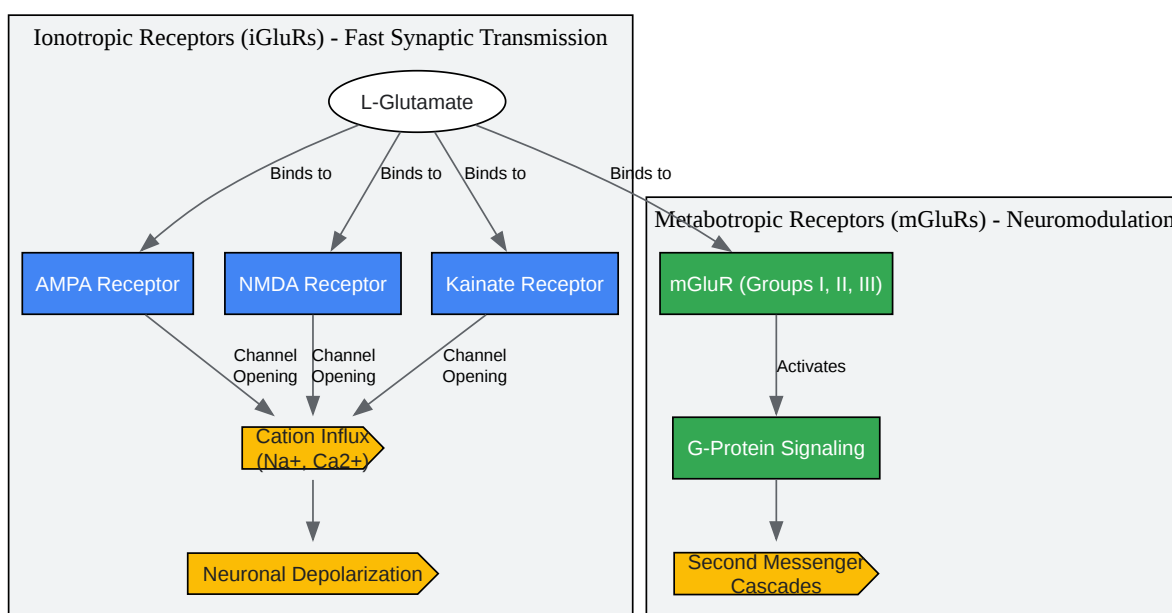 Ionotropic Receptors (iGluRs) - Fast Synaptic Transmission
L-Glutamate
Binds to
Binds to
Binds to
Binds to
Metabotropic Receptors (mGluRs) - Neuromodulation
AMPA Receptor
NMDA Receptor
Kainate Receptor
mGluR (Groups I, II, III)
Channel
Opening
Channel
Opening
Channel
Opening
Activates
Cation Influx
(Na+, Ca2+)
G-Protein Signaling
Neuronal Depolarization
Second Messenger
Cascades